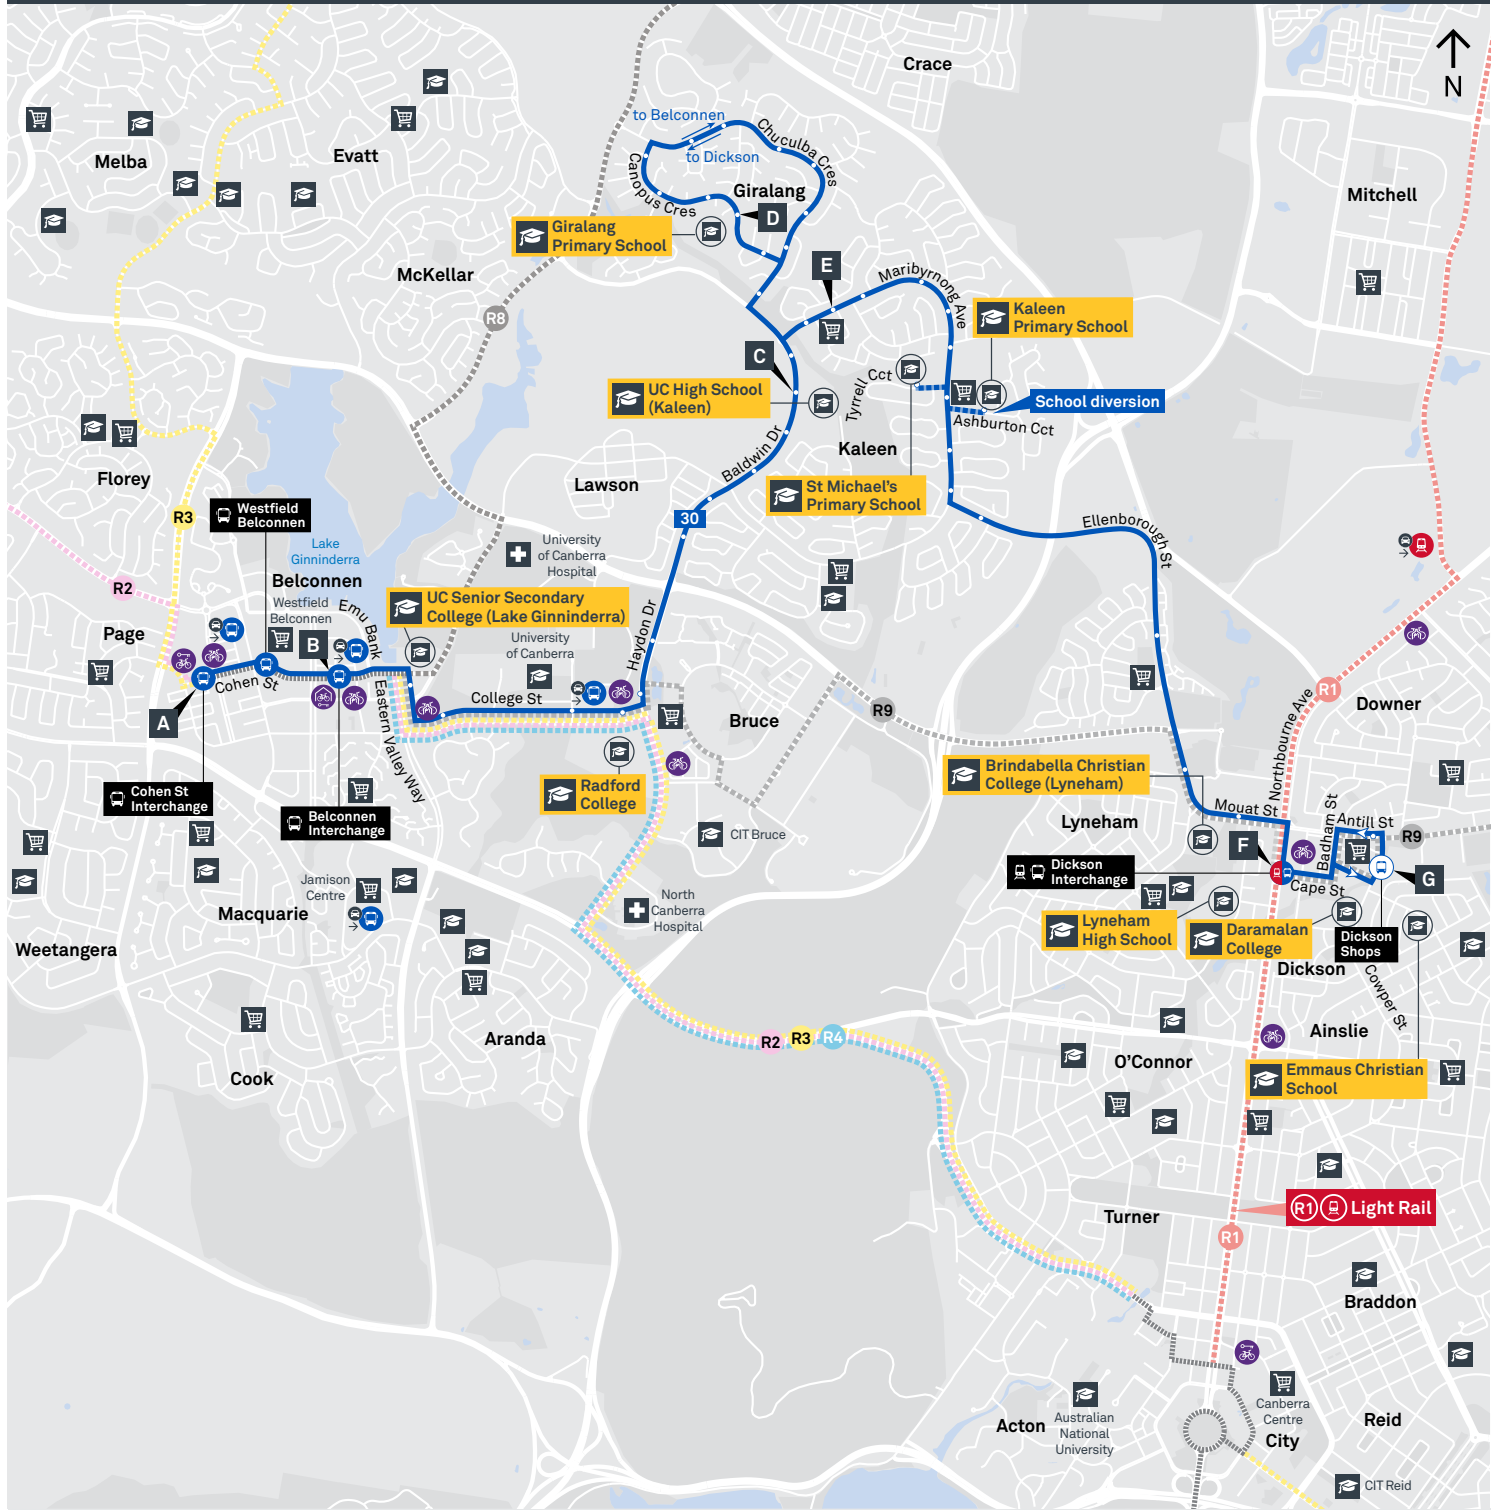 Crace
N
to Belconnen
Chuculba Cres
Melba
Evatt
to Dickson
Canopus Cres
Giralang
D
Mitchell
Giralang
Primary School
McKellar
E
Maribyrnong Ave
R8
Kaleen
Primary School
C
Tyrrell Cct
UC High School
(Kaleen)
School diversion
Ashburton Cct
Baldwin Dr
Kaleen
Florey
Lawson
St Michael's
Primary School
R3
Westfield
Belconnen
30
Ellenborough St
Lake
Ginninderra
University
of Canberra
Hospital
R2
Belconnen
Westfield
Belconnen
Emu Bank
UC Senior Secondary
College (Lake Ginninderra)
Haydon Dr
Page
B
University
of Canberra
Cohen St
College St
A
Eastern Valley Way
Bruce
R9
R1
Northbourne Ave
Downer
Cohen St
Interchange
Belconnen
Interchange
Radford
College
Brindabella Christian
College (Lyneham)
Mouat St
Lyneham
Badham St
Antill St
R9
CIT Bruce
F
Dickson
Interchange
Cape St
G
Jamison
Centre
Macquarie
North
Canberra
Hospital
Lyneham
High School
Daramalan
College
Dickson
Shops
Weetangera
Dickson
Cowper St
Aranda
R2
R3
R4
Ainslie
O'Connor
Cook
Emmaus Christian
School
Turner
R1
Light Rail
R1
Braddon
Acton
Australian
National
University
Canberra
Centre
City
Reid
CIT Reid